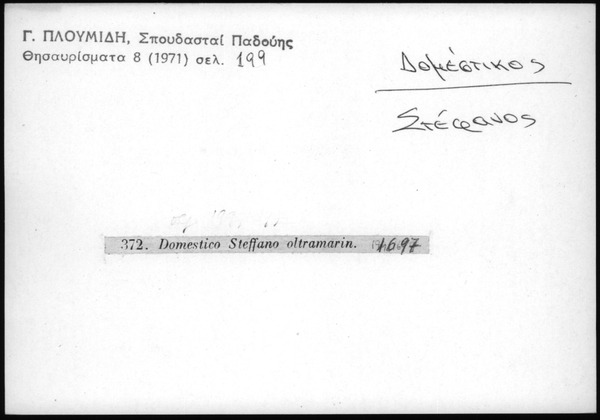 Γ. ΠΛΟΥΜΙΔΗ, Σπουδασταί Παδούης
Θησαυρίσματα 8 (1971) σελ. 199
Δομέστικος
Στέφανος
372. Domestico Steffano oltramarin. 1697